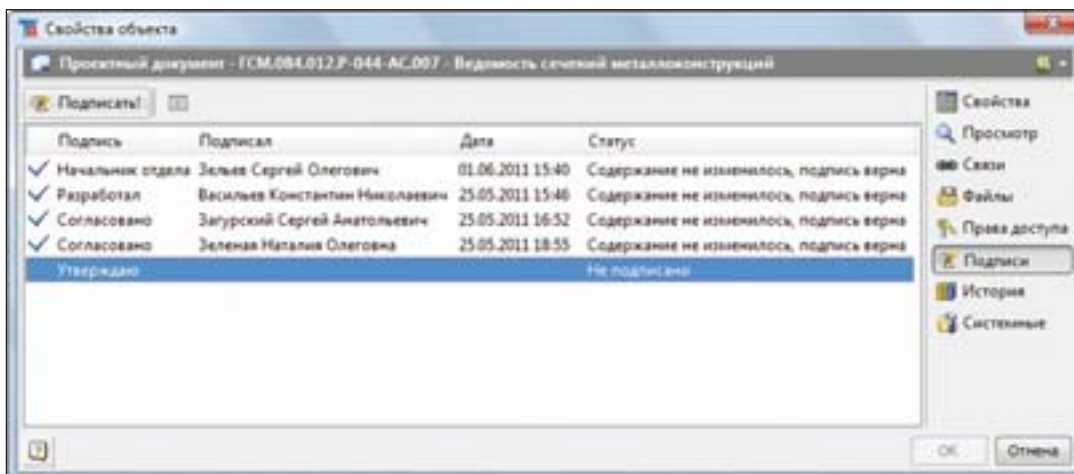 Свойства объекта
Проектный документ - ГСМ.084.012.Р-044-АС.007 - Ведомость сечений металлоконструкций
Подписать!
Подпись Подписал Дата Статус
Начальник отдела Зельев Сергей Олегович 01.06.2011 15:40 Содержание не изменилось, подпись верна
Разработал Васильев Константин Николаевич 25.05.2011 15:46 Содержание не изменилось, подпись верна
Согласовано Загурский Сергей Анатольевич 25.05.2011 16:52 Содержание не изменилось, подпись верна
Согласовано Зеленая Наталия Олеговна 25.05.2011 18:55 Содержание не изменилось, подпись верна
Утверждаю Не подписано
Свойства
Просмотр
Связи
Файлы
Права доступа
Подписи
История
Системные
OK Отмена